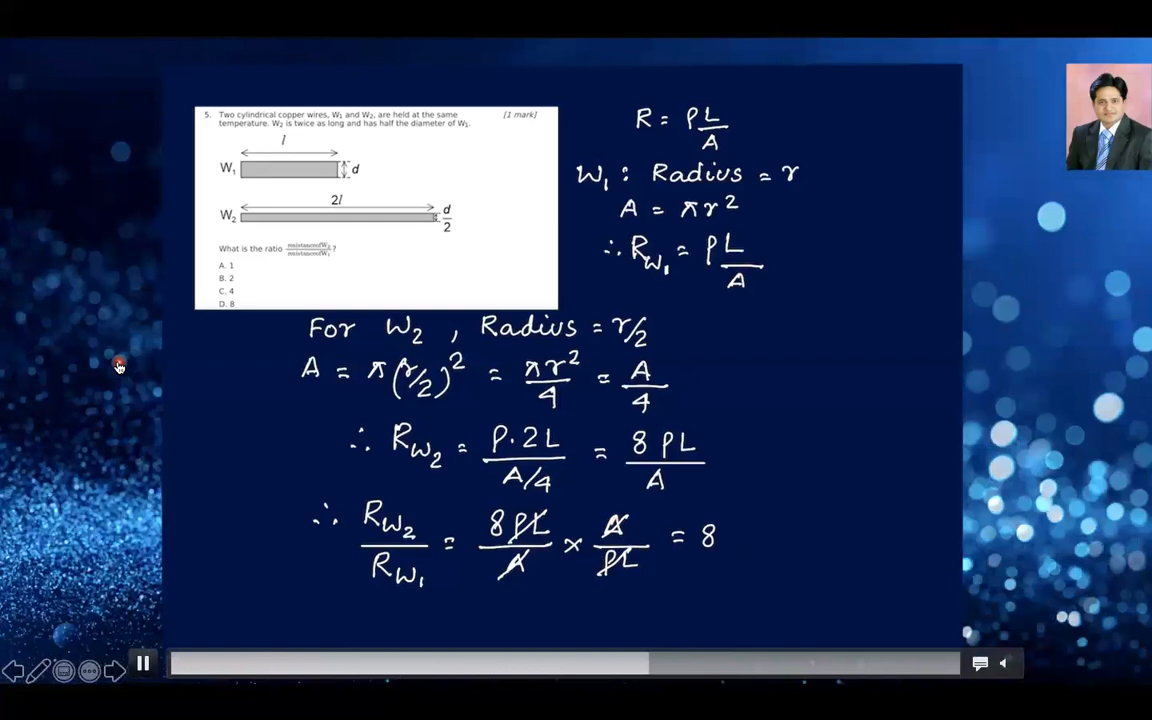 5. Two cylindrical copper wires, W₁ and W₂, are held at the same [1 mark]
temperature. W₂ is twice as long and has half the diameter of W₁.
l
W₁ d
2l
W₂ d/2
What is the ratio resistanceofW₂/resistanceofW₁?
A. 1
B. 2
C. 4
D. 8
R = ρL/A
W₁ : Radius = r
A = πr²
∴ R_W₁ = ρL/A
For W₂, Radius = r/2
A = π(r/2)² = πr²/4 = A/4
∴ R_W₂ = ρ·2L / A/4 = 8ρL/A
∴ R_W₂/R_W₁ = 8ρL/A × A/ρL = 8